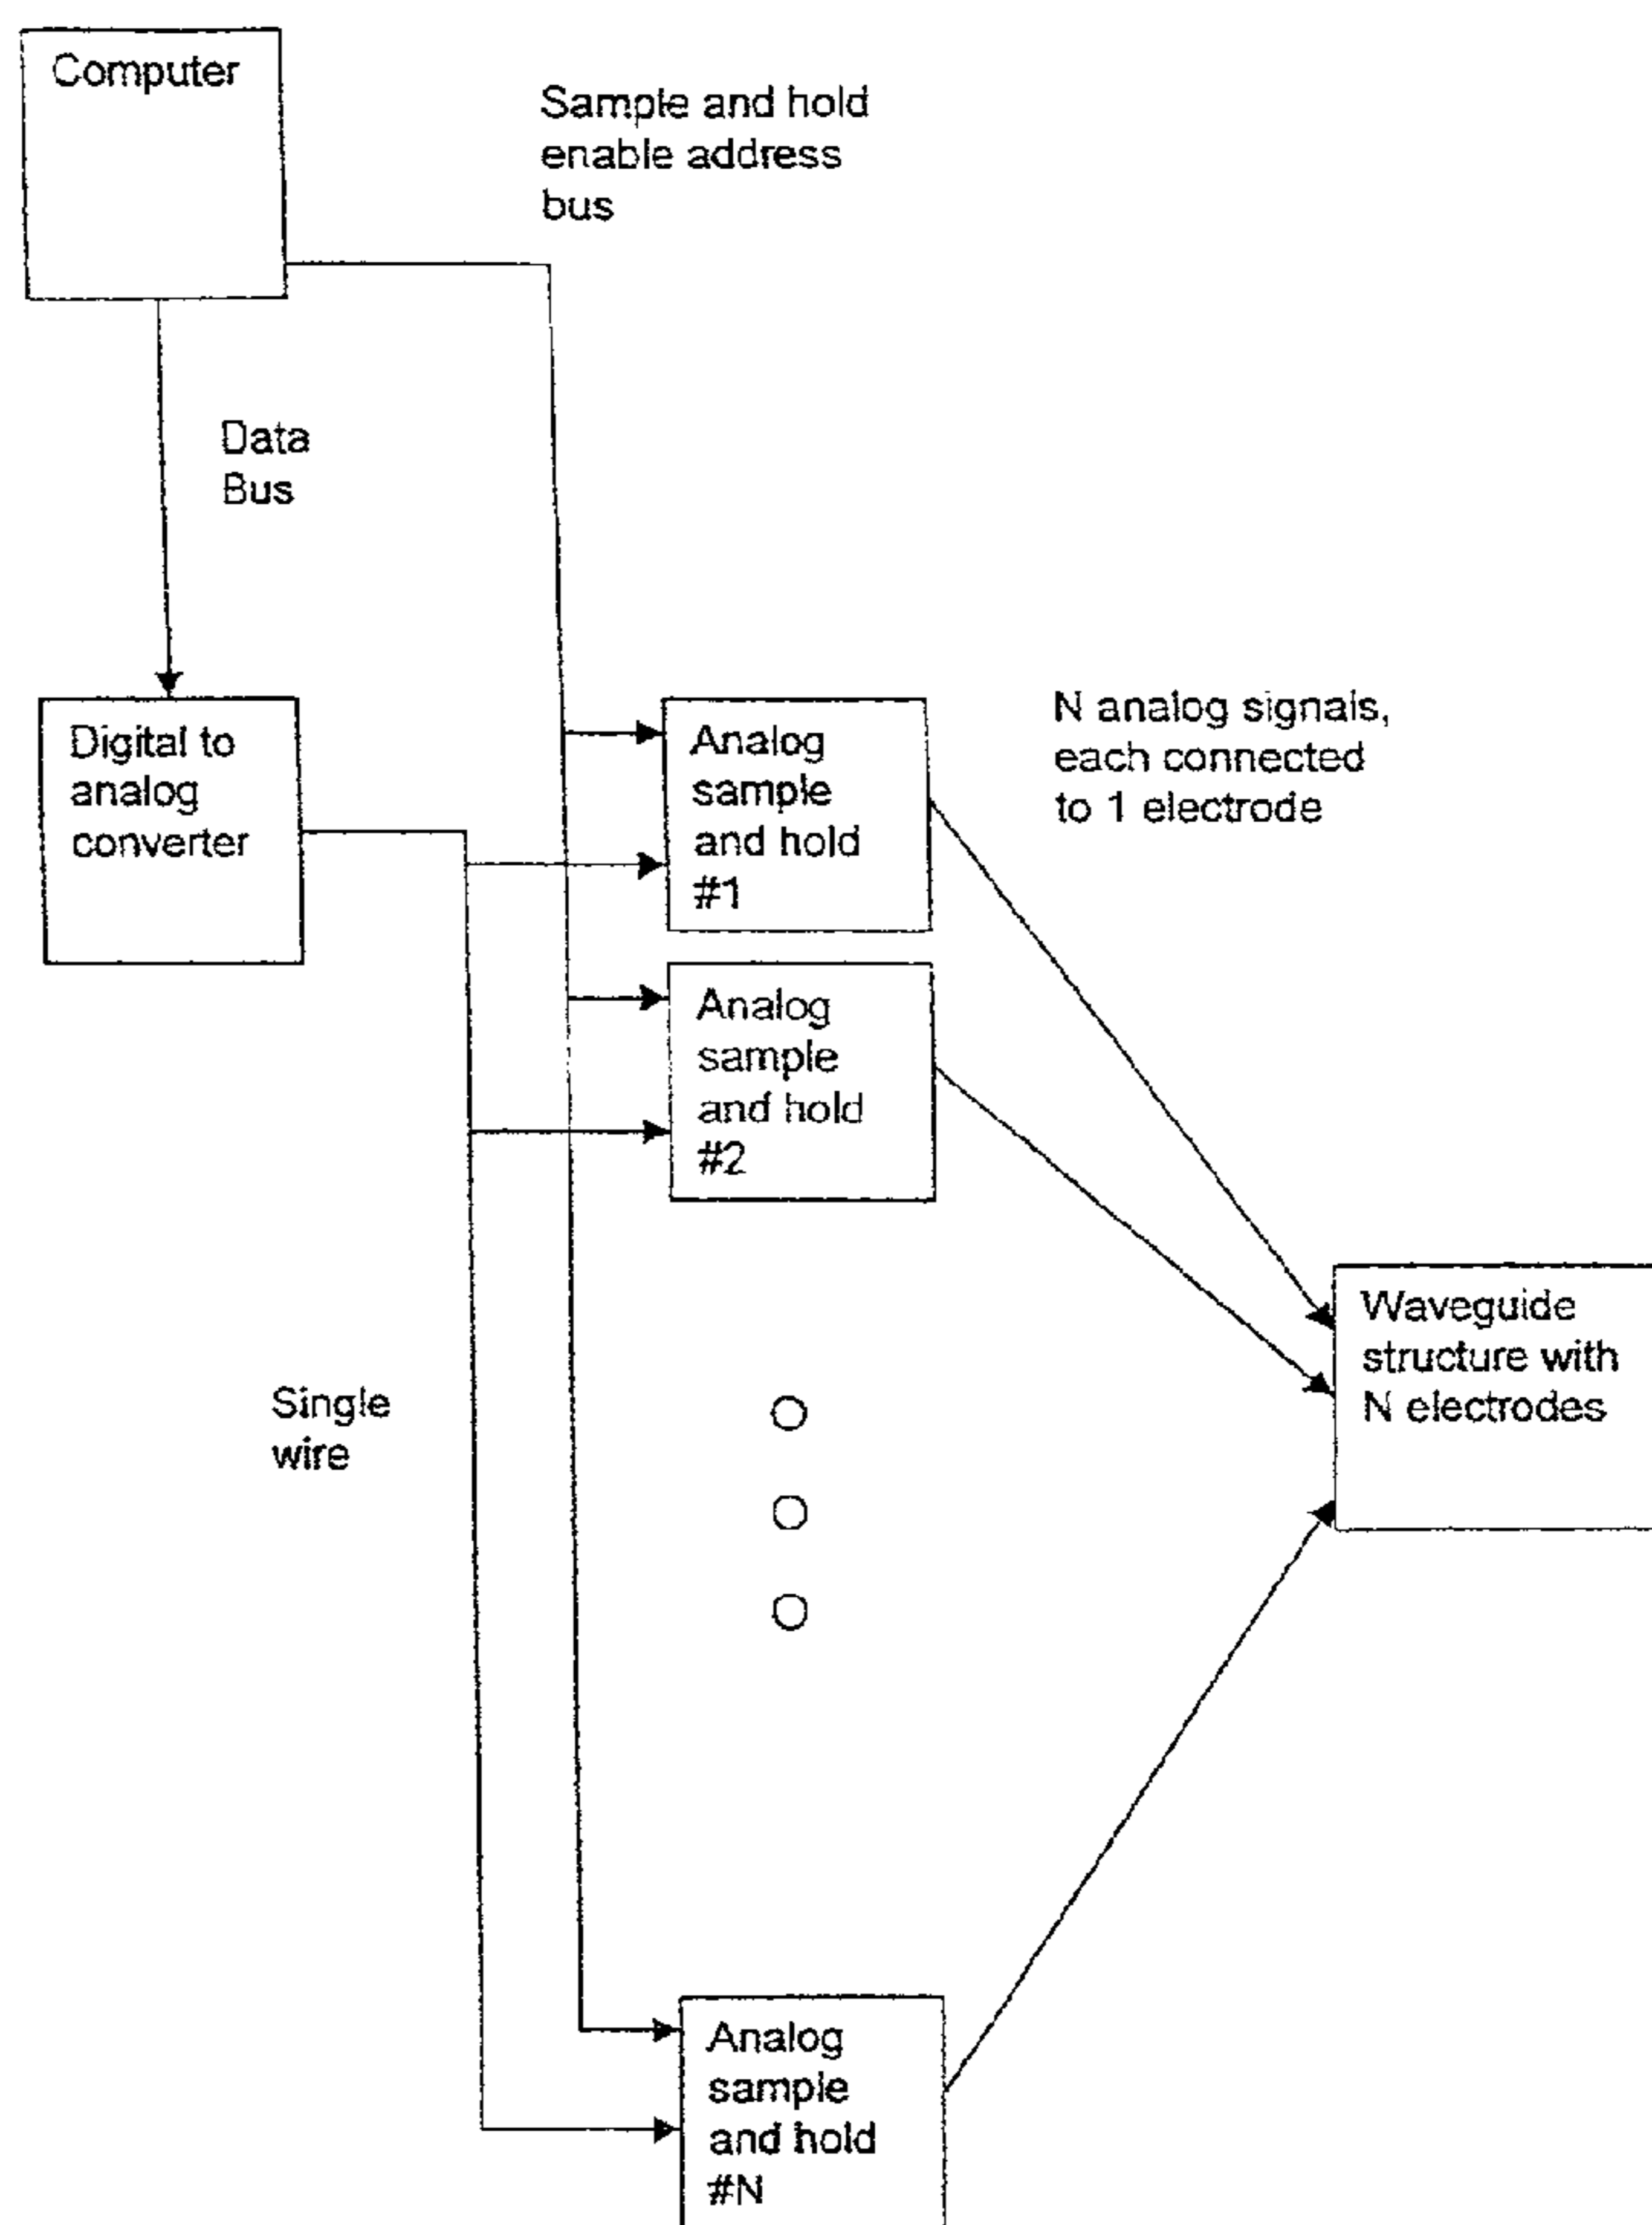 Computer
Sample and hold
enable address
bus
Data
Bus
Digital to
analog
converter
Analog
sample
and hold
#1
N analog signals,
each connected
to 1 electrode
Analog
sample
and hold
#2
Waveguide
structure with
N electrodes
Single
wire
Analog
sample
and hold
#N